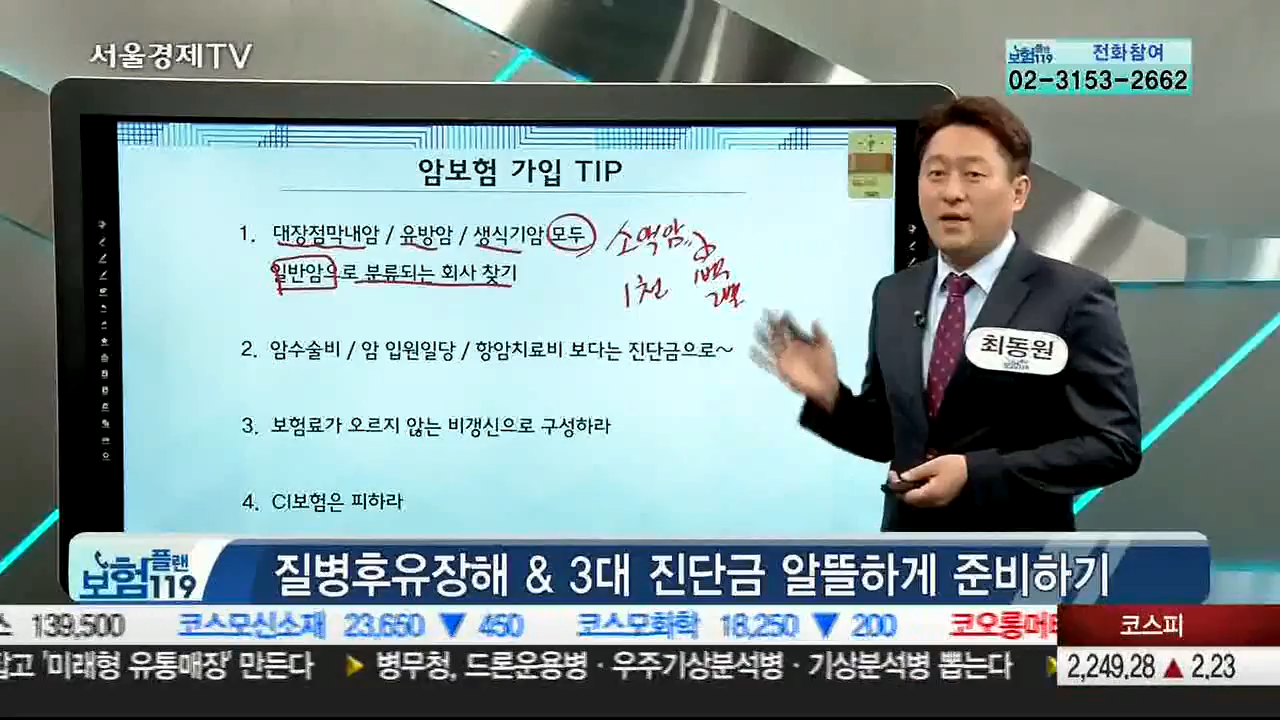 서울경제TV
보험플랜119 전화참여
02-3153-2662
암보험 가입 TIP
1. 대장점막내암 / 유방암 / 생식기암 모두
일반암으로 분류되는 회사 찾기
소액암
1천
2. 암수술비 / 암 입원일당 / 항암치료비 보다는 진단금으로~
3. 보험료가 오르지 않는 비갱신으로 구성하라
4. CI보험은 피하라
최동원
보험플랜119
질병후유장해 & 3대 진단금 알뜰하게 준비하기
스 139,500 코스모신소재 23,650 ▼ 450 코스모화학 18,250 ▼ 200 코오롱머티 코스피
잡고 '미래형 유통매장' 만든다 ▶ 병무청, 드론운용병·우주기상분석병·기상분석병 뽑는다 2,249.28 ▲ 2.23